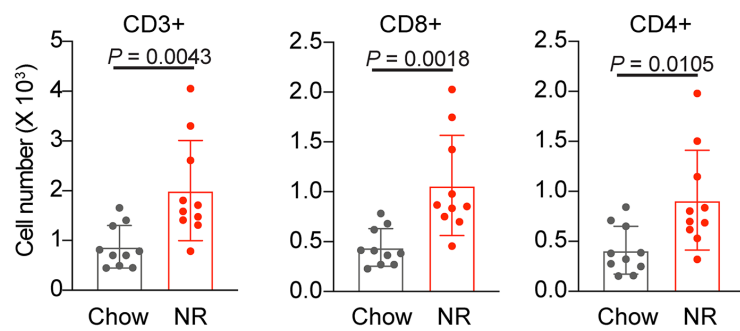 CD3+
CD8+
CD4+
Cell number (X 10³)
5
4
3
2
1
0
P = 0.0043
Chow NR
2.5
2.0
1.5
1.0
0.5
0.0
P = 0.0018
Chow NR
2.5
2.0
1.5
1.0
0.5
0.0
P = 0.0105
Chow NR